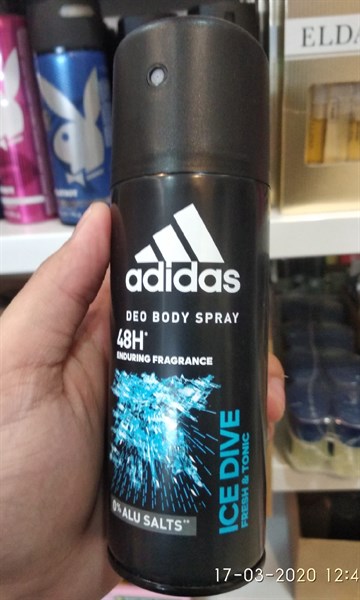 ELDA
adidas
DEO BODY SPRAY
48H*
ENDURING FRAGRANCE
ICE DIVE
FRESH & TONIC
0% ALU SALTS**
17-03-2020 12:4